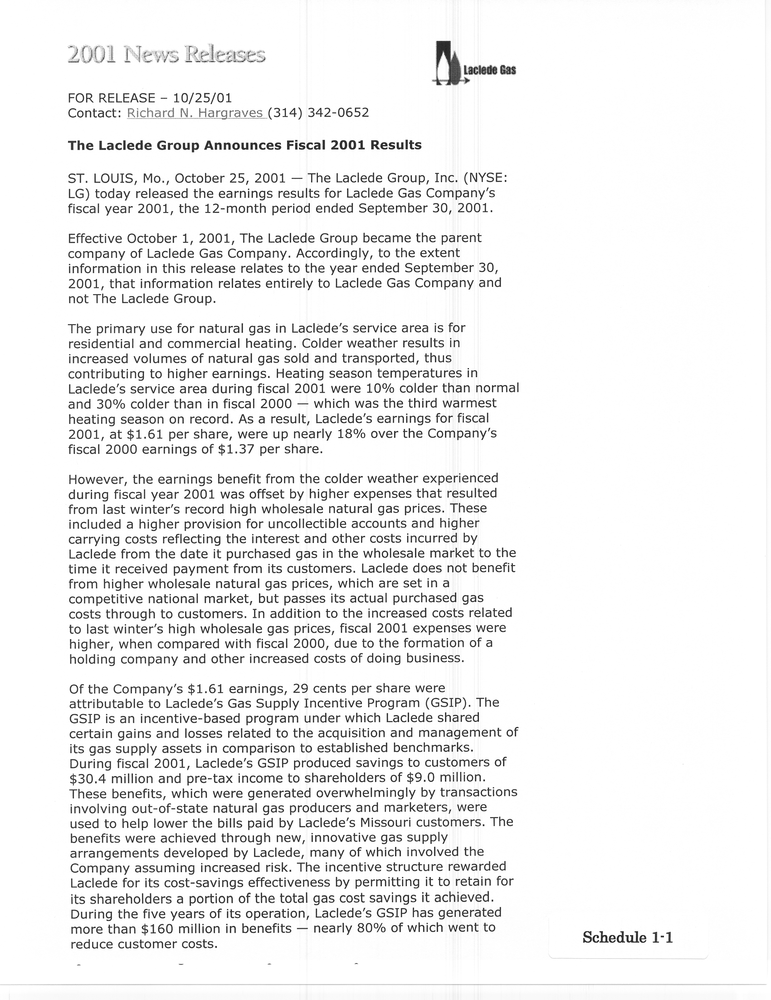 2001 News Releases
Laclede Gas
FOR RELEASE – 10/25/01
Contact: Richard N. Hargraves (314) 342-0652
The Laclede Group Announces Fiscal 2001 Results
ST. LOUIS, Mo., October 25, 2001 — The Laclede Group, Inc. (NYSE:
LG) today released the earnings results for Laclede Gas Company’s
fiscal year 2001, the 12-month period ended September 30, 2001.
Effective October 1, 2001, The Laclede Group became the parent
company of Laclede Gas Company. Accordingly, to the extent
information in this release relates to the year ended September 30,
2001, that information relates entirely to Laclede Gas Company and
not The Laclede Group.
The primary use for natural gas in Laclede’s service area is for
residential and commercial heating. Colder weather results in
increased volumes of natural gas sold and transported, thus
contributing to higher earnings. Heating season temperatures in
Laclede’s service area during fiscal 2001 were 10% colder than normal
and 30% colder than in fiscal 2000 — which was the third warmest
heating season on record. As a result, Laclede’s earnings for fiscal
2001, at $1.61 per share, were up nearly 18% over the Company’s
fiscal 2000 earnings of $1.37 per share.
However, the earnings benefit from the colder weather experienced
during fiscal year 2001 was offset by higher expenses that resulted
from last winter’s record high wholesale natural gas prices. These
included a higher provision for uncollectible accounts and higher
carrying costs reflecting the interest and other costs incurred by
Laclede from the date it purchased gas in the wholesale market to the
time it received payment from its customers. Laclede does not benefit
from higher wholesale natural gas prices, which are set in a
competitive national market, but passes its actual purchased gas
costs through to customers. In addition to the increased costs related
to last winter’s high wholesale gas prices, fiscal 2001 expenses were
higher, when compared with fiscal 2000, due to the formation of a
holding company and other increased costs of doing business.
Of the Company’s $1.61 earnings, 29 cents per share were
attributable to Laclede’s Gas Supply Incentive Program (GSIP). The
GSIP is an incentive-based program under which Laclede shared
certain gains and losses related to the acquisition and management of
its gas supply assets in comparison to established benchmarks.
During fiscal 2001, Laclede’s GSIP produced savings to customers of
$30.4 million and pre-tax income to shareholders of $9.0 million.
These benefits, which were generated overwhelmingly by transactions
involving out-of-state natural gas producers and marketers, were
used to help lower the bills paid by Laclede’s Missouri customers. The
benefits were achieved through new, innovative gas supply
arrangements developed by Laclede, many of which involved the
Company assuming increased risk. The incentive structure rewarded
Laclede for its cost-savings effectiveness by permitting it to retain for
its shareholders a portion of the total gas cost savings it achieved.
During the five years of its operation, Laclede’s GSIP has generated
more than $160 million in benefits — nearly 80% of which went to
reduce customer costs.
Schedule 1-1